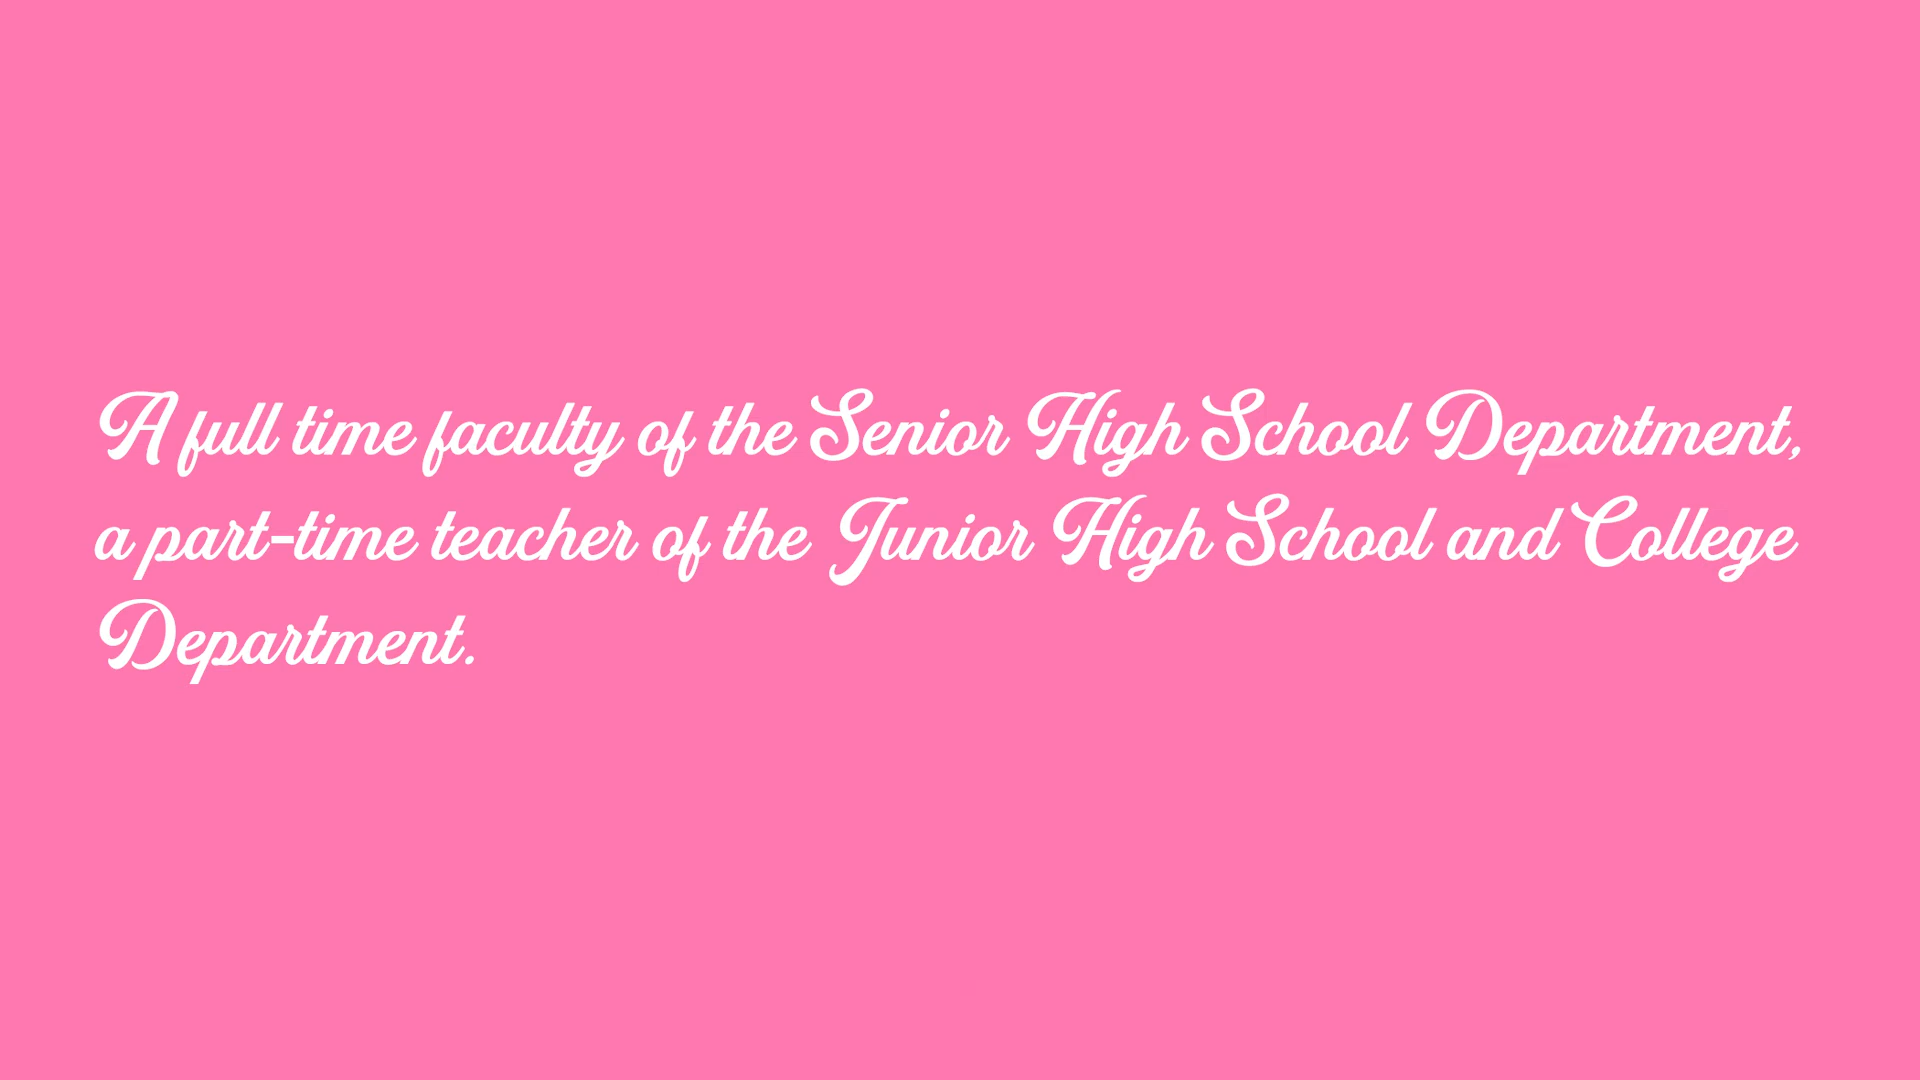 A full time faculty of the Senior High School Department,
a part-time teacher of the Junior High School and College
Department.